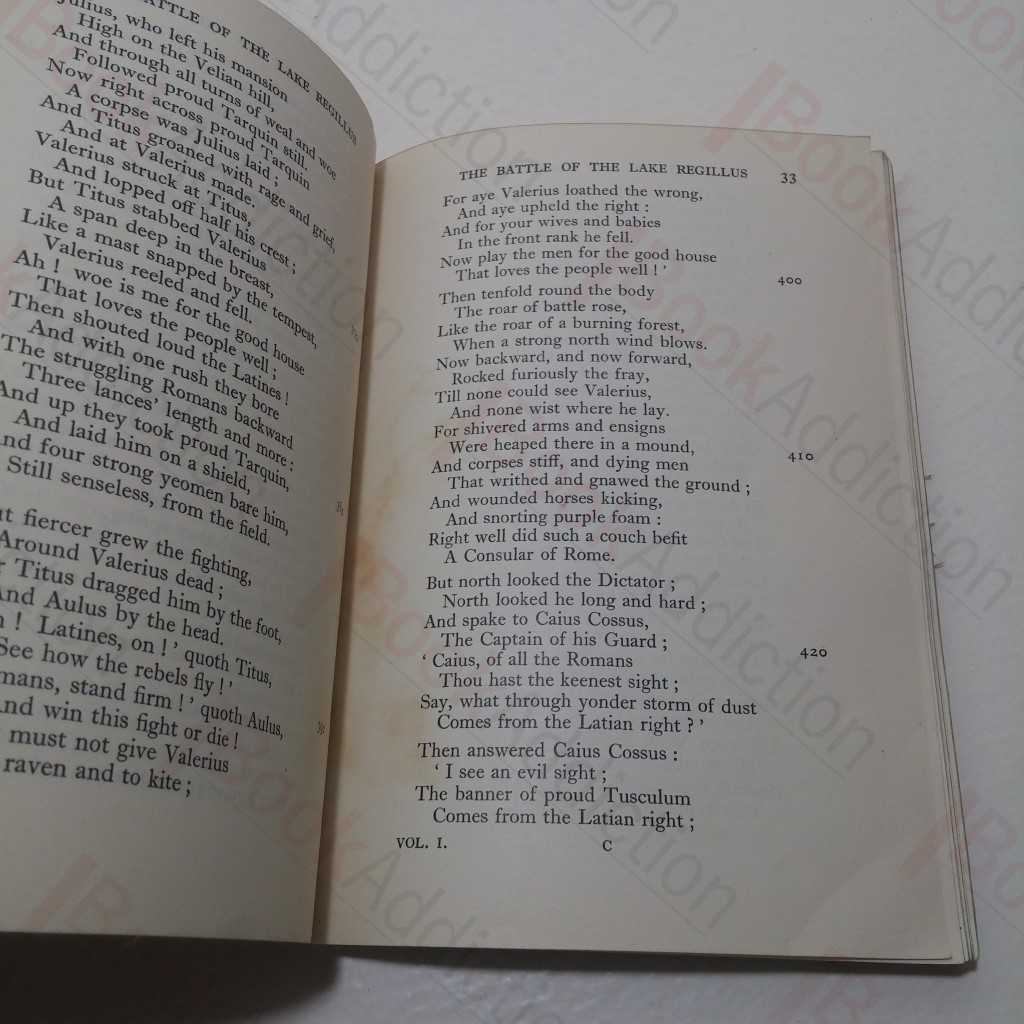 BATTLE OF THE LAKE REGILLUS
Julius, who left his mansion
High on the Velian hill,
And through all turns of weal and woe
Followed proud Tarquin still.
Now right across proud Tarquin
A corpse was Julius laid ;
And Titus groaned with rage and grief,
And at Valerius made.
Valerius struck at Titus,
And lopped off half his crest ;
But Titus stabbed Valerius
A span deep in the breast,
Like a mast snapped by the tempest,
Valerius reeled and fell.
Ah ! woe is me for the good house
That loves the people well ;
Then shouted loud the Latines !
And with one rush they bore
The struggling Romans backward
Three lances' length and more :
And up they took proud Tarquin,
And laid him on a shield,
And four strong yeomen bare him,
Still senseless, from the field.
380
fiercer grew the fighting,
Around Valerius dead ;
Titus dragged him by the foot,
And Aulus by the head.
! Latines, on ! ' quoth Titus,
See how the rebels fly ! '
stand firm ! ' quoth Aulus,
390
And win this fight or die !
must not give Valerius
raven and to kite ;
THE BATTLE OF THE LAKE REGILLUS 33
For aye Valerius loathed the wrong,
And aye upheld the right :
And for your wives and babies
In the front rank he fell.
Now play the men for the good house
That loves the people well ! ' 400
Then tenfold round the body
The roar of battle rose,
Like the roar of a burning forest,
When a strong north wind blows.
Now backward, and now forward,
Rocked furiously the fray,
Till none could see Valerius,
And none wist where he lay.
For shivered arms and ensigns
Were heaped there in a mound, 410
And corpses stiff, and dying men
That writhed and gnawed the ground ;
And wounded horses kicking,
And snorting purple foam :
Right well did such a couch befit
A Consular of Rome.
But north looked the Dictator ;
North looked he long and hard ;
And spake to Caius Cossus,
The Captain of his Guard ; 420
‘ Caius, of all the Romans
Thou hast the keenest sight ;
Say, what through yonder storm of dust
Comes from the Latian right ? ’
Then answered Caius Cossus :
‘ I see an evil sight ;
The banner of proud Tusculum
Comes from the Latian right ;
VOL. I. C
BookAddiction